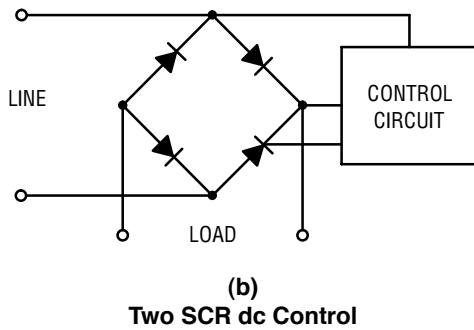 LINE
CONTROL
CIRCUIT
LOAD
(b)
Two SCR dc Control